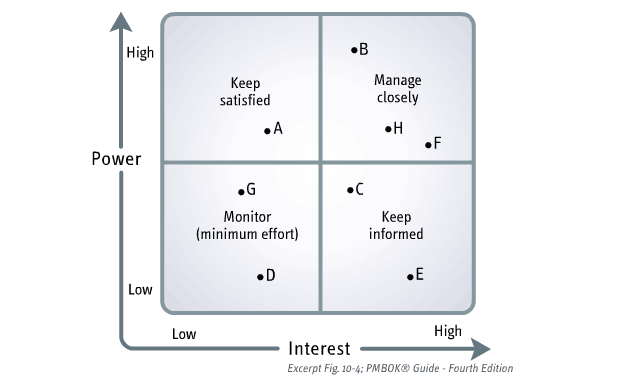 High
B
Keep
satisfied
Manage
closely
A
H
F
Power
G
C
Monitor
(minimum effort)
Keep
informed
D
E
Low
Low
High
Interest
Excerpt Fig. 10-4; PMBOK® Guide - Fourth Edition